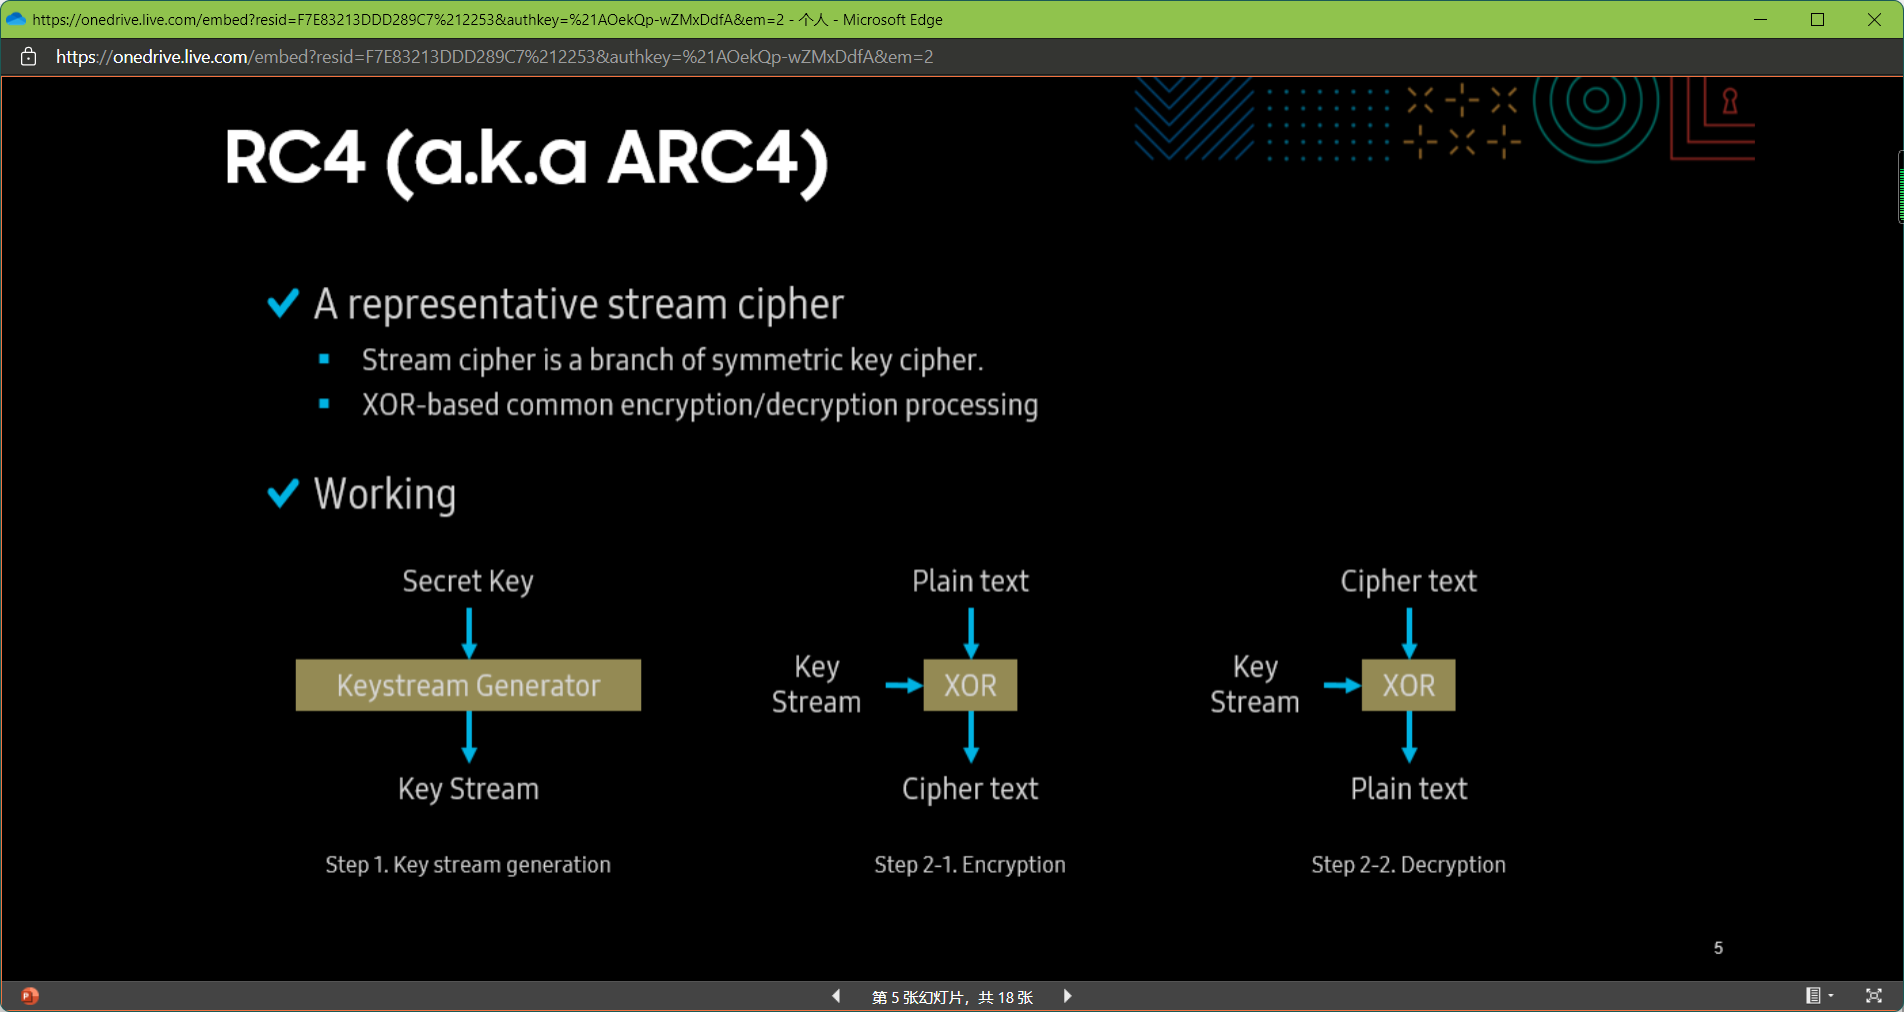 https://onedrive.live.com/embed?resid=F7E83213DDD289C7%212253&authkey=%21AOekQp-wZMxDdfA&em=2 - 个人 - Microsoft Edge
https://onedrive.live.com/embed?resid=F7E83213DDD289C7%212253&authkey=%21AOekQp-wZMxDdfA&em=2
RC4 (a.k.a ARC4)
A representative stream cipher
Stream cipher is a branch of symmetric key cipher.
XOR-based common encryption/decryption processing
Working
Secret Key
Keystream Generator
Key Stream
Step 1. Key stream generation
Plain text
Key
Stream
XOR
Cipher text
Step 2-1. Encryption
Cipher text
Key
Stream
XOR
Plain text
Step 2-2. Decryption
5
P
第 5 张幻灯片，共 18 张